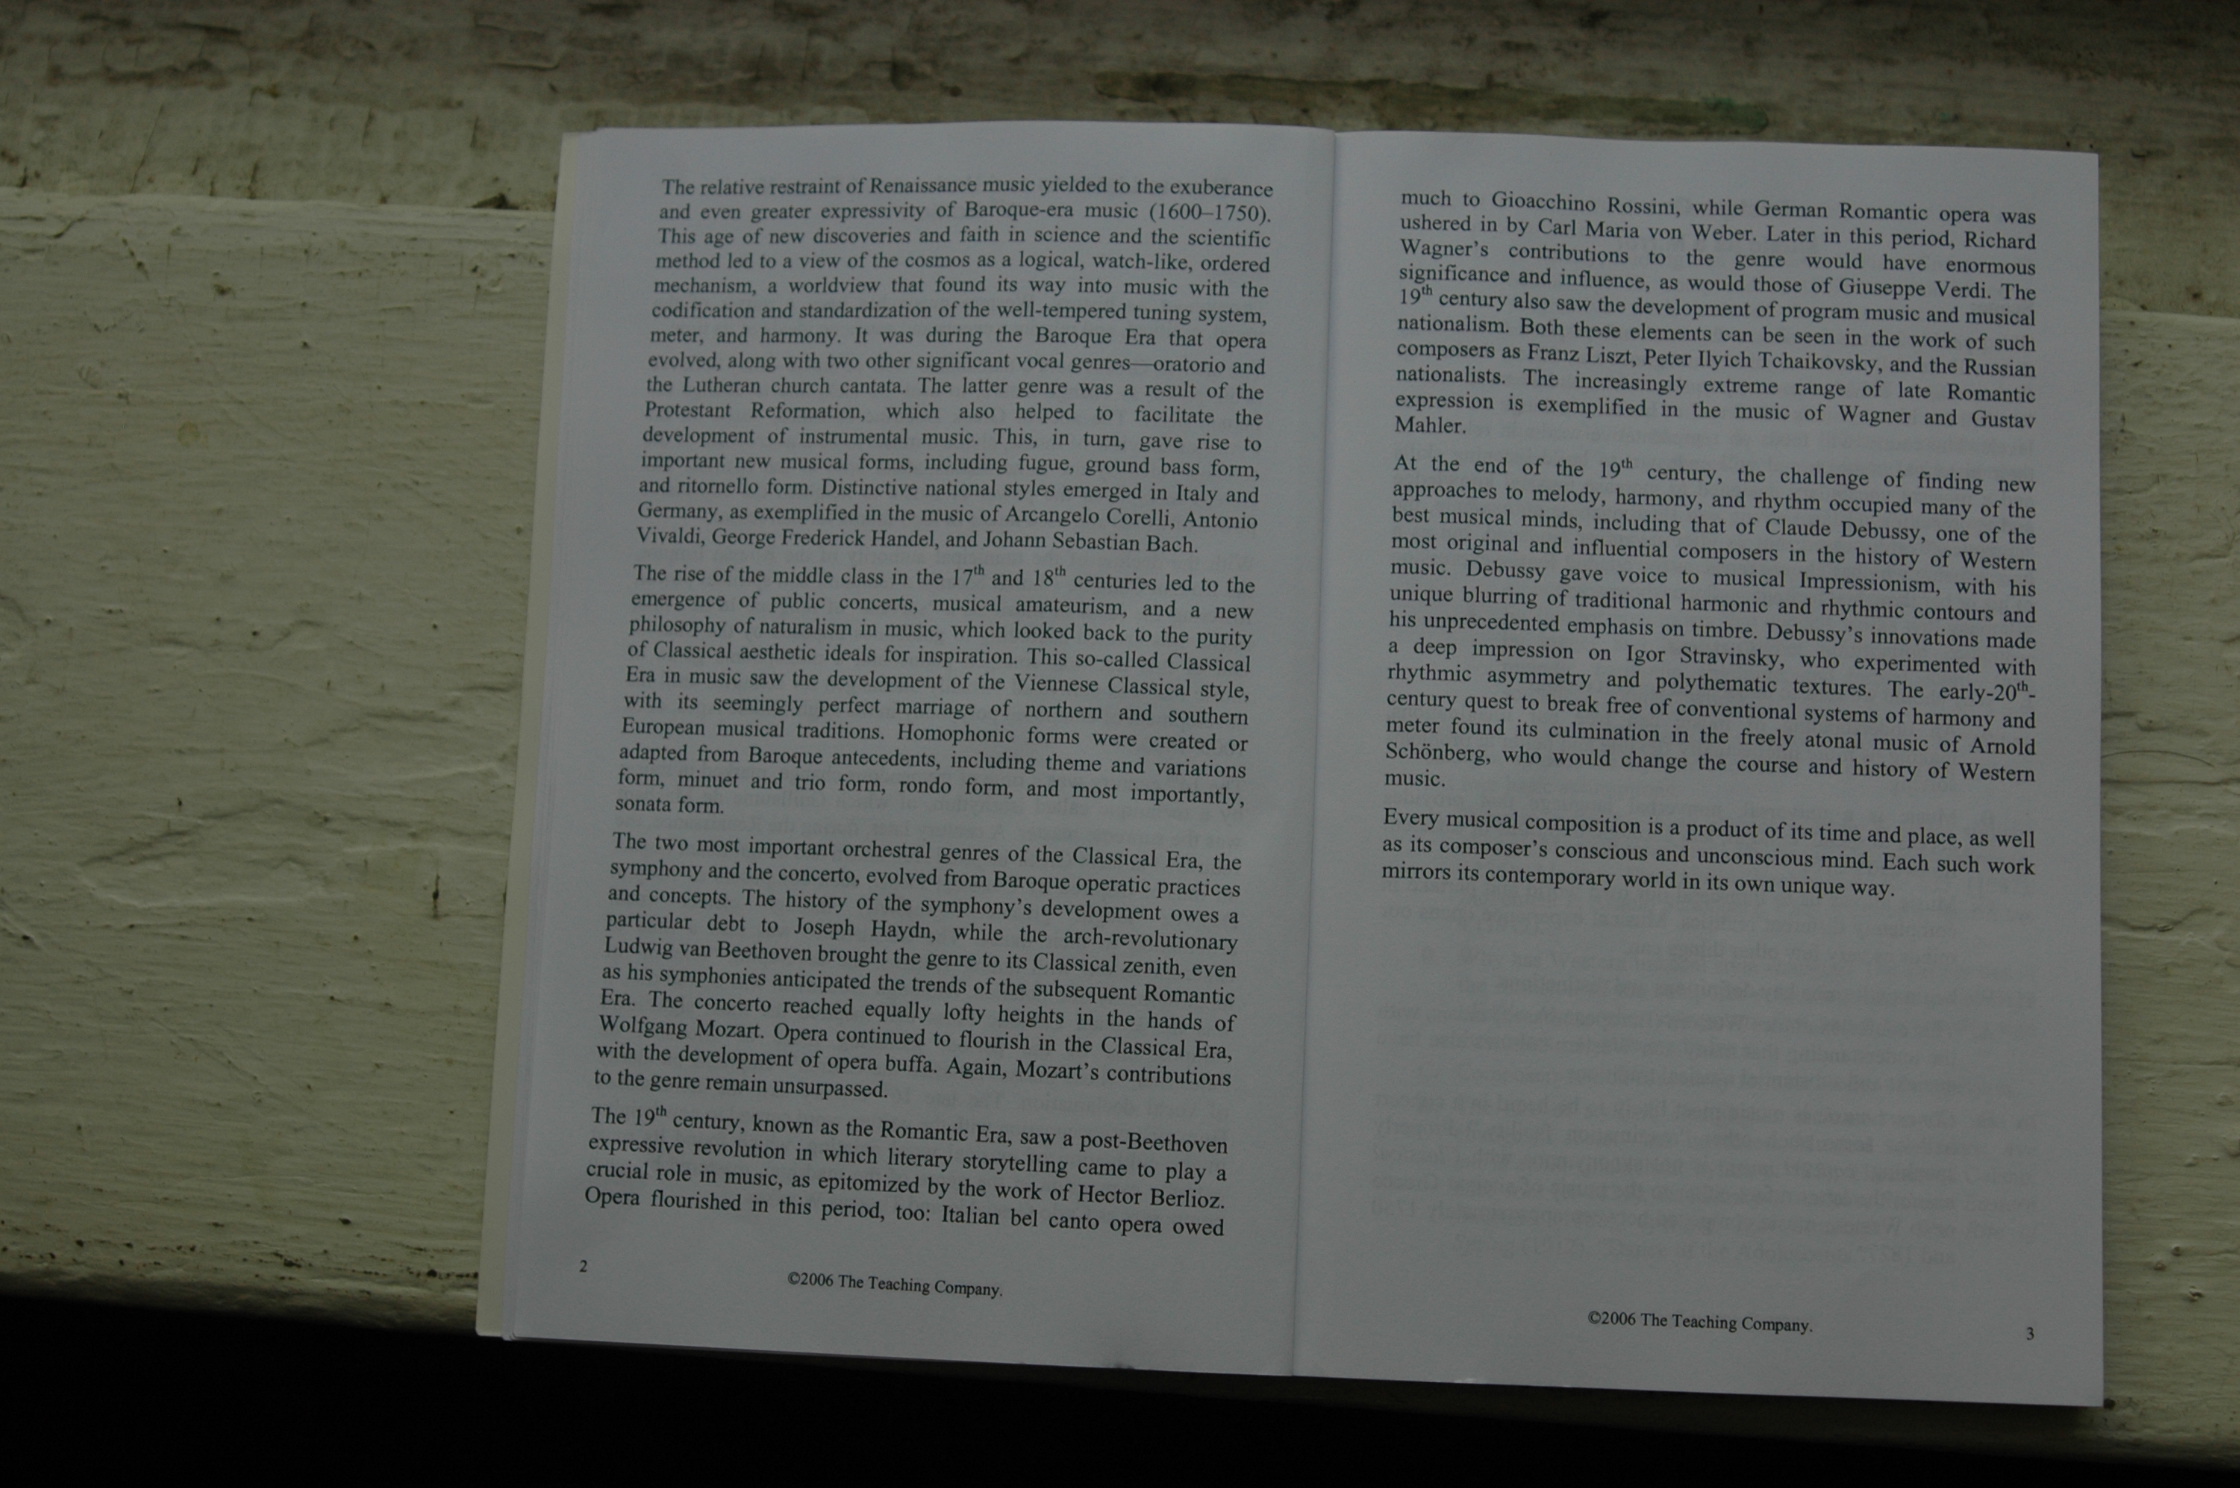 The relative restraint of Renaissance music yielded to the exuberance
and even greater expressivity of Baroque-era music (1600–1750).
This age of new discoveries and faith in science and the scientific
method led to a view of the cosmos as a logical, watch-like, ordered
mechanism, a worldview that found its way into music with the
codification and standardization of the well-tempered tuning system,
meter, and harmony. It was during the Baroque Era that opera
evolved, along with two other significant vocal genres—oratorio and
the Lutheran church cantata. The latter genre was a result of the
Protestant Reformation, which also helped to facilitate the
development of instrumental music. This, in turn, gave rise to
important new musical forms, including fugue, ground bass form,
and ritornello form. Distinctive national styles emerged in Italy and
Germany, as exemplified in the music of Arcangelo Corelli, Antonio
Vivaldi, George Frederick Handel, and Johann Sebastian Bach.
The rise of the middle class in the 17th and 18th centuries led to the
emergence of public concerts, musical amateurism, and a new
philosophy of naturalism in music, which looked back to the purity
of Classical aesthetic ideals for inspiration. This so-called Classical
Era in music saw the development of the Viennese Classical style,
with its seemingly perfect marriage of northern and southern
European musical traditions. Homophonic forms were created or
adapted from Baroque antecedents, including theme and variations
form, minuet and trio form, rondo form, and most importantly,
sonata form.
The two most important orchestral genres of the Classical Era, the
symphony and the concerto, evolved from Baroque operatic practices
and concepts. The history of the symphony's development owes a
particular debt to Joseph Haydn, while the arch-revolutionary
Ludwig van Beethoven brought the genre to its Classical zenith, even
as his symphonies anticipated the trends of the subsequent Romantic
Era. The concerto reached equally lofty heights in the hands of
Wolfgang Mozart. Opera continued to flourish in the Classical Era,
with the development of opera buffa. Again, Mozart's contributions
to the genre remain unsurpassed.
The 19th century, known as the Romantic Era, saw a post-Beethoven
expressive revolution in which literary storytelling came to play a
crucial role in music, as epitomized by the work of Hector Berlioz.
Opera flourished in this period, too: Italian bel canto opera owed
2
©2006 The Teaching Company.
much to Gioacchino Rossini, while German Romantic opera was
ushered in by Carl Maria von Weber. Later in this period, Richard
Wagner's contributions to the genre would have enormous
significance and influence, as would those of Giuseppe Verdi. The
19th century also saw the development of program music and musical
nationalism. Both these elements can be seen in the work of such
composers as Franz Liszt, Peter Ilyich Tchaikovsky, and the Russian
nationalists. The increasingly extreme range of late Romantic
expression is exemplified in the music of Wagner and Gustav
Mahler.
At the end of the 19th century, the challenge of finding new
approaches to melody, harmony, and rhythm occupied many of the
best musical minds, including that of Claude Debussy, one of the
most original and influential composers in the history of Western
music. Debussy gave voice to musical Impressionism, with his
unique blurring of traditional harmonic and rhythmic contours and
his unprecedented emphasis on timbre. Debussy's innovations made
a deep impression on Igor Stravinsky, who experimented with
rhythmic asymmetry and polythematic textures. The early-20th-
century quest to break free of conventional systems of harmony and
meter found its culmination in the freely atonal music of Arnold
Schönberg, who would change the course and history of Western
music.
Every musical composition is a product of its time and place, as well
as its composer's conscious and unconscious mind. Each such work
mirrors its contemporary world in its own unique way.
©2006 The Teaching Company.
3